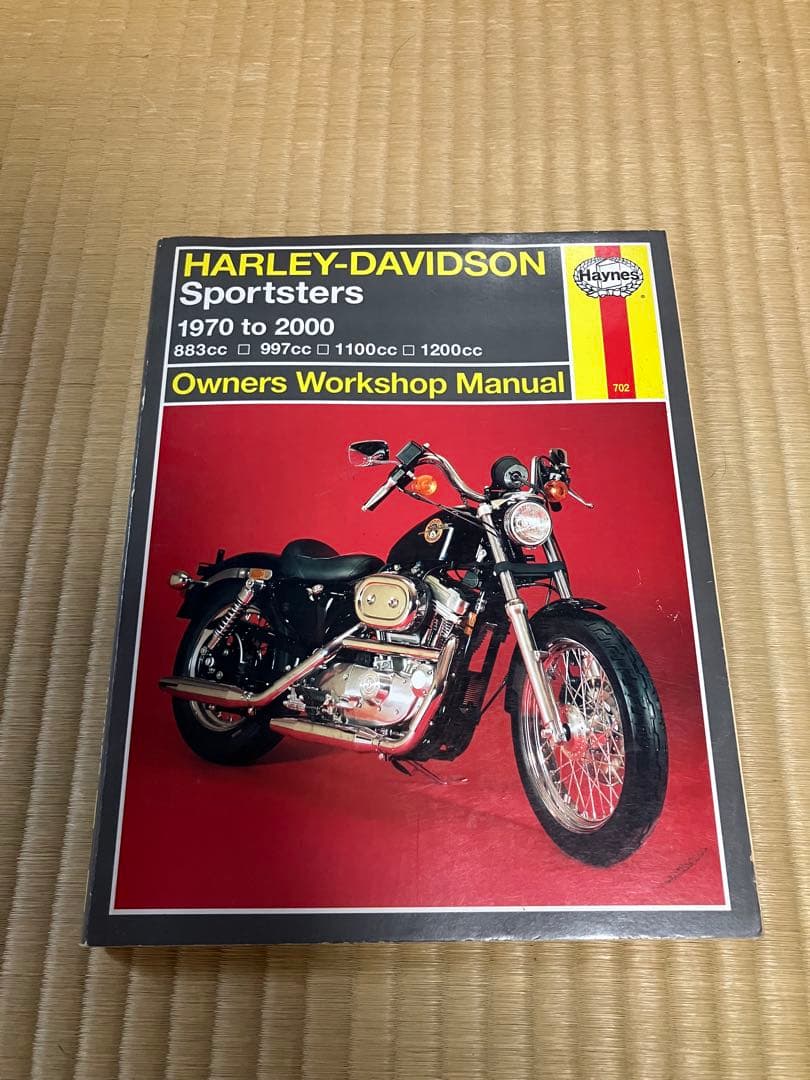 HARLEY-DAVIDSON
Sportsters
1970 to 2000
883cc □ 997cc □ 1100cc □ 1200cc
Owners Workshop Manual
Haynes
®
702